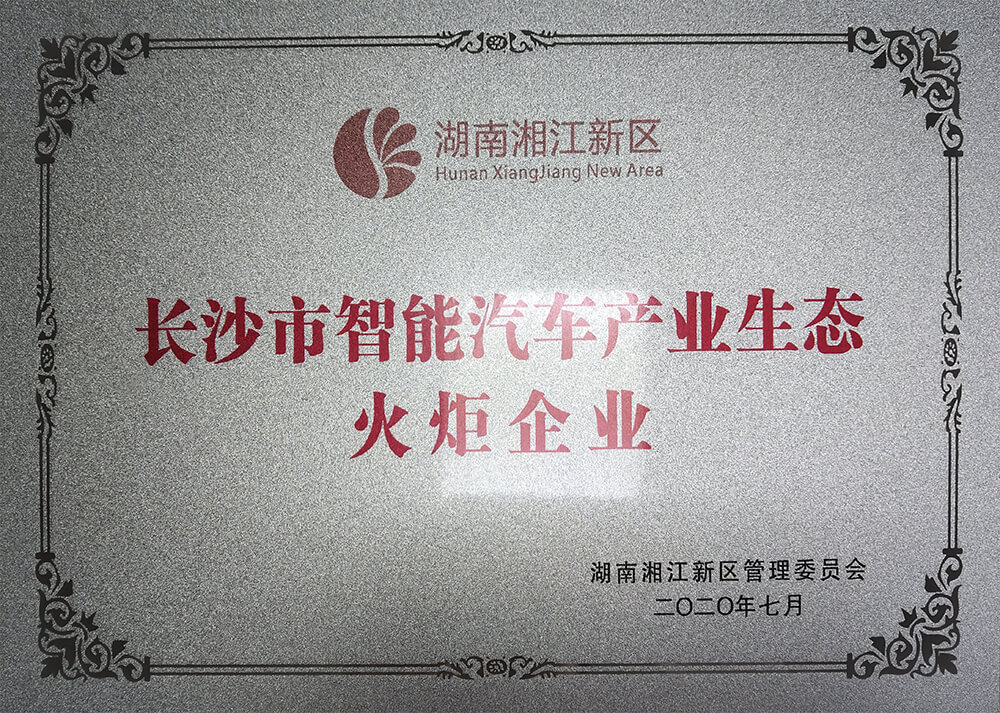 湖南湘江新区
Hunan XiangJiang New Area
长沙市智能汽车产业生态
火炬企业
湖南湘江新区管理委员会
二〇二〇年七月